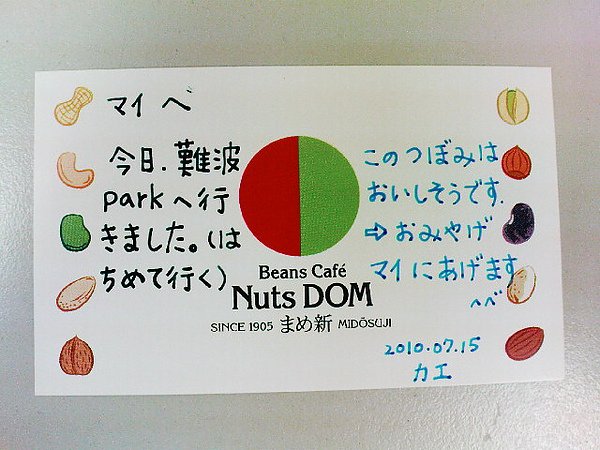 マイ べ
今日.難波
parkへ行
きました。(は
ちめて行く)
このつぼみは
おいしそうです.
⇨おみやげ
マイにあげます
べ
2010.07.15
カエ
Beans Café
Nuts DOM
SINCE 1905 まめ新 MIDŌSUJI